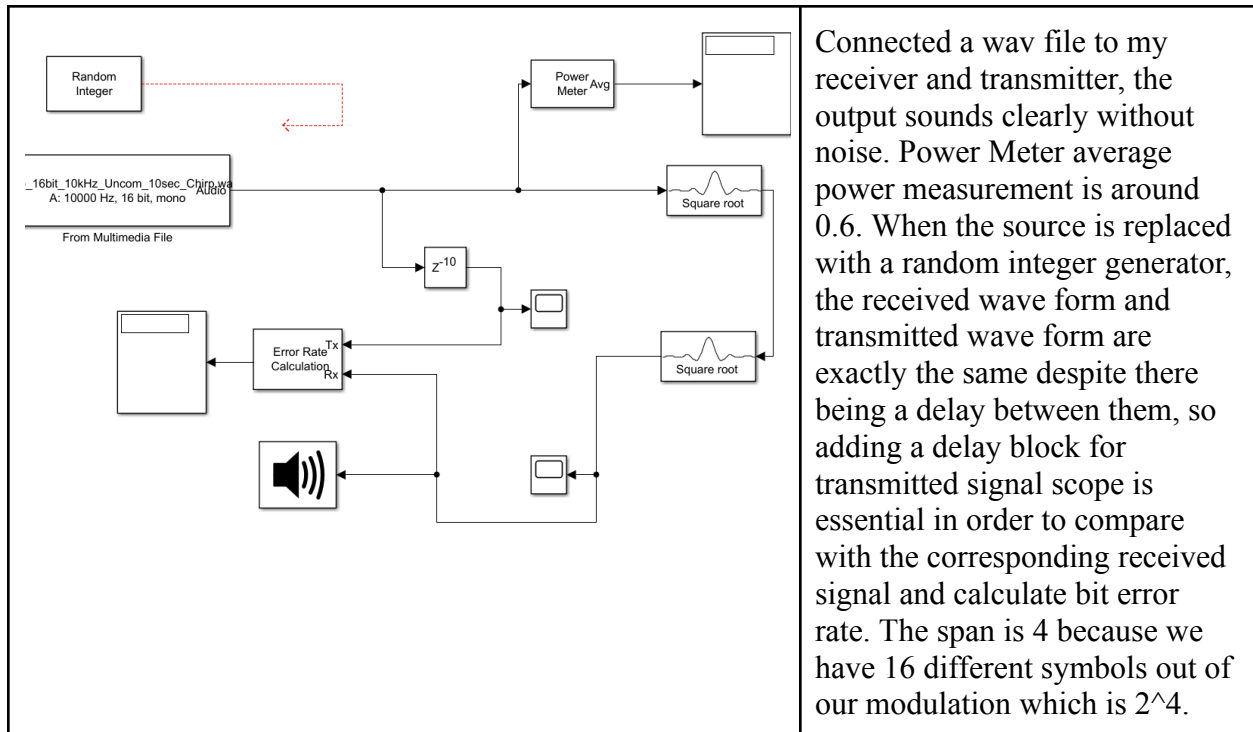 Random
Integer
Power
Meter
Avg
_16bit_10kHz_Uncom_10sec_Chirp.wa
Audio
A: 10000 Hz, 16 bit, mono
From Multimedia File
Square root
Z-10
Tx
Error Rate
Calculation
Rx
Square root
Connected a wav file to my
receiver and transmitter, the
output sounds clearly without
noise. Power Meter average
power measurement is around
0.6. When the source is replaced
with a random integer generator,
the received wave form and
transmitted wave form are
exactly the same despite there
being a delay between them, so
adding a delay block for
transmitted signal scope is
essential in order to compare
with the corresponding received
signal and calculate bit error
rate. The span is 4 because we
have 16 different symbols out of
our modulation which is 2^4.